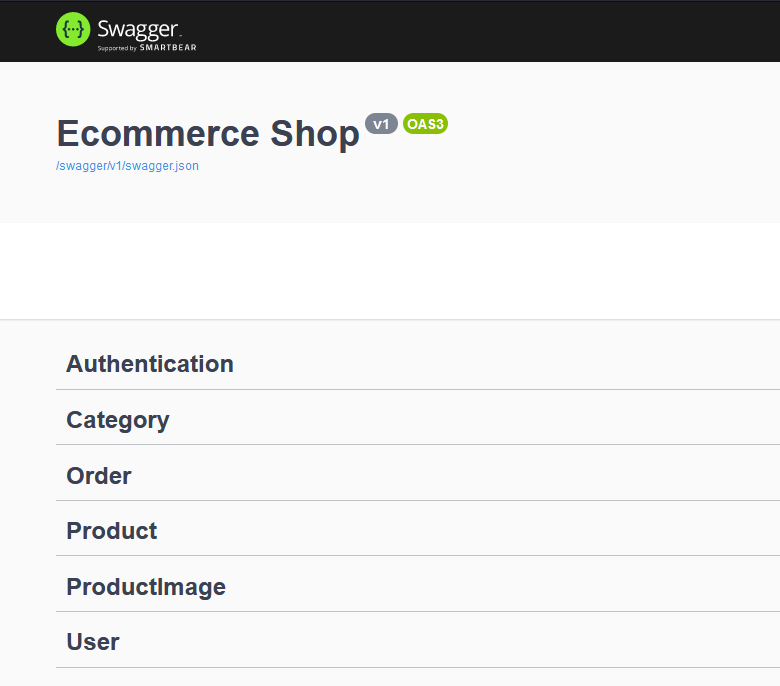 {···} Swagger
Supported by SMARTBEAR
Ecommerce Shop v1 OAS3
/swagger/v1/swagger.json
Authentication
Category
Order
Product
ProductImage
User